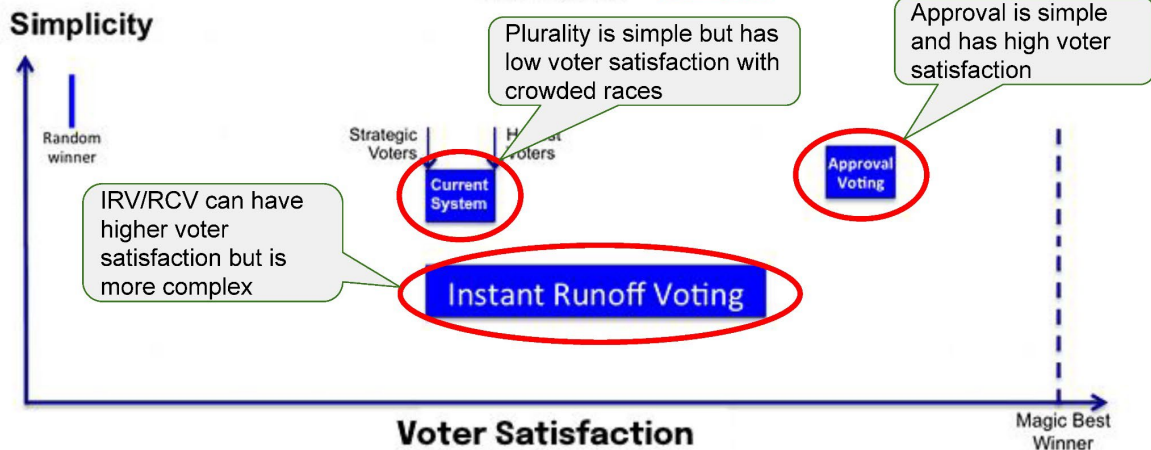 Simplicity
Plurality is simple but has
low voter satisfaction with
crowded races
Approval is simple
and has high voter
satisfaction
Random
winner
Strategic
Voters
Voters
Current
System
Approval
Voting
IRV/RCV can have
higher voter
satisfaction but is
more complex
Instant Runoff Voting
Voter Satisfaction
Magic Best
Winner